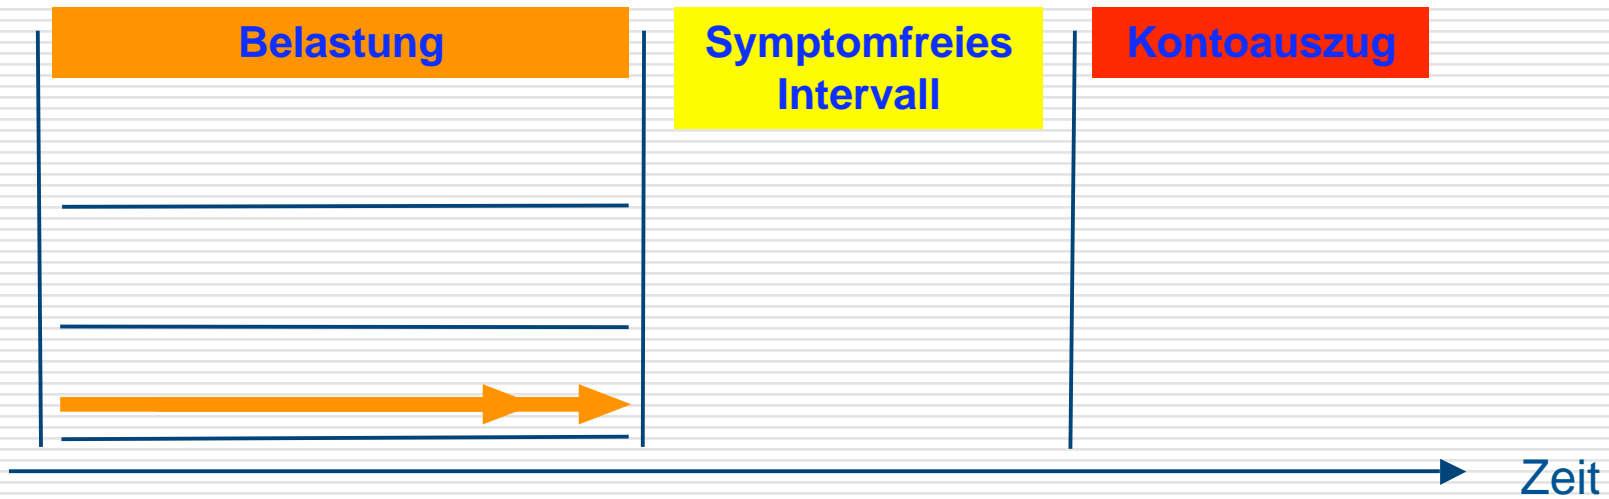 Belastung
Symptomfreies
Intervall
Kontoauszug
Zeit